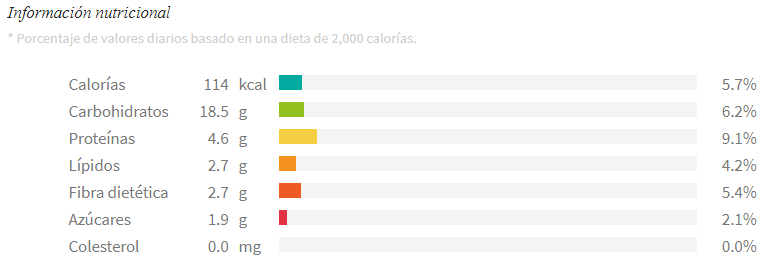 Información nutricional
* Porcentaje de valores diarios basado en una dieta de 2,000 calorías.
Calorías 114 kcal 5.7%
Carbohidratos 18.5 g 6.2%
Proteínas 4.6 g 9.1%
Lípidos 2.7 g 4.2%
Fibra dietética 2.7 g 5.4%
Azúcares 1.9 g 2.1%
Colesterol 0.0 mg 0.0%